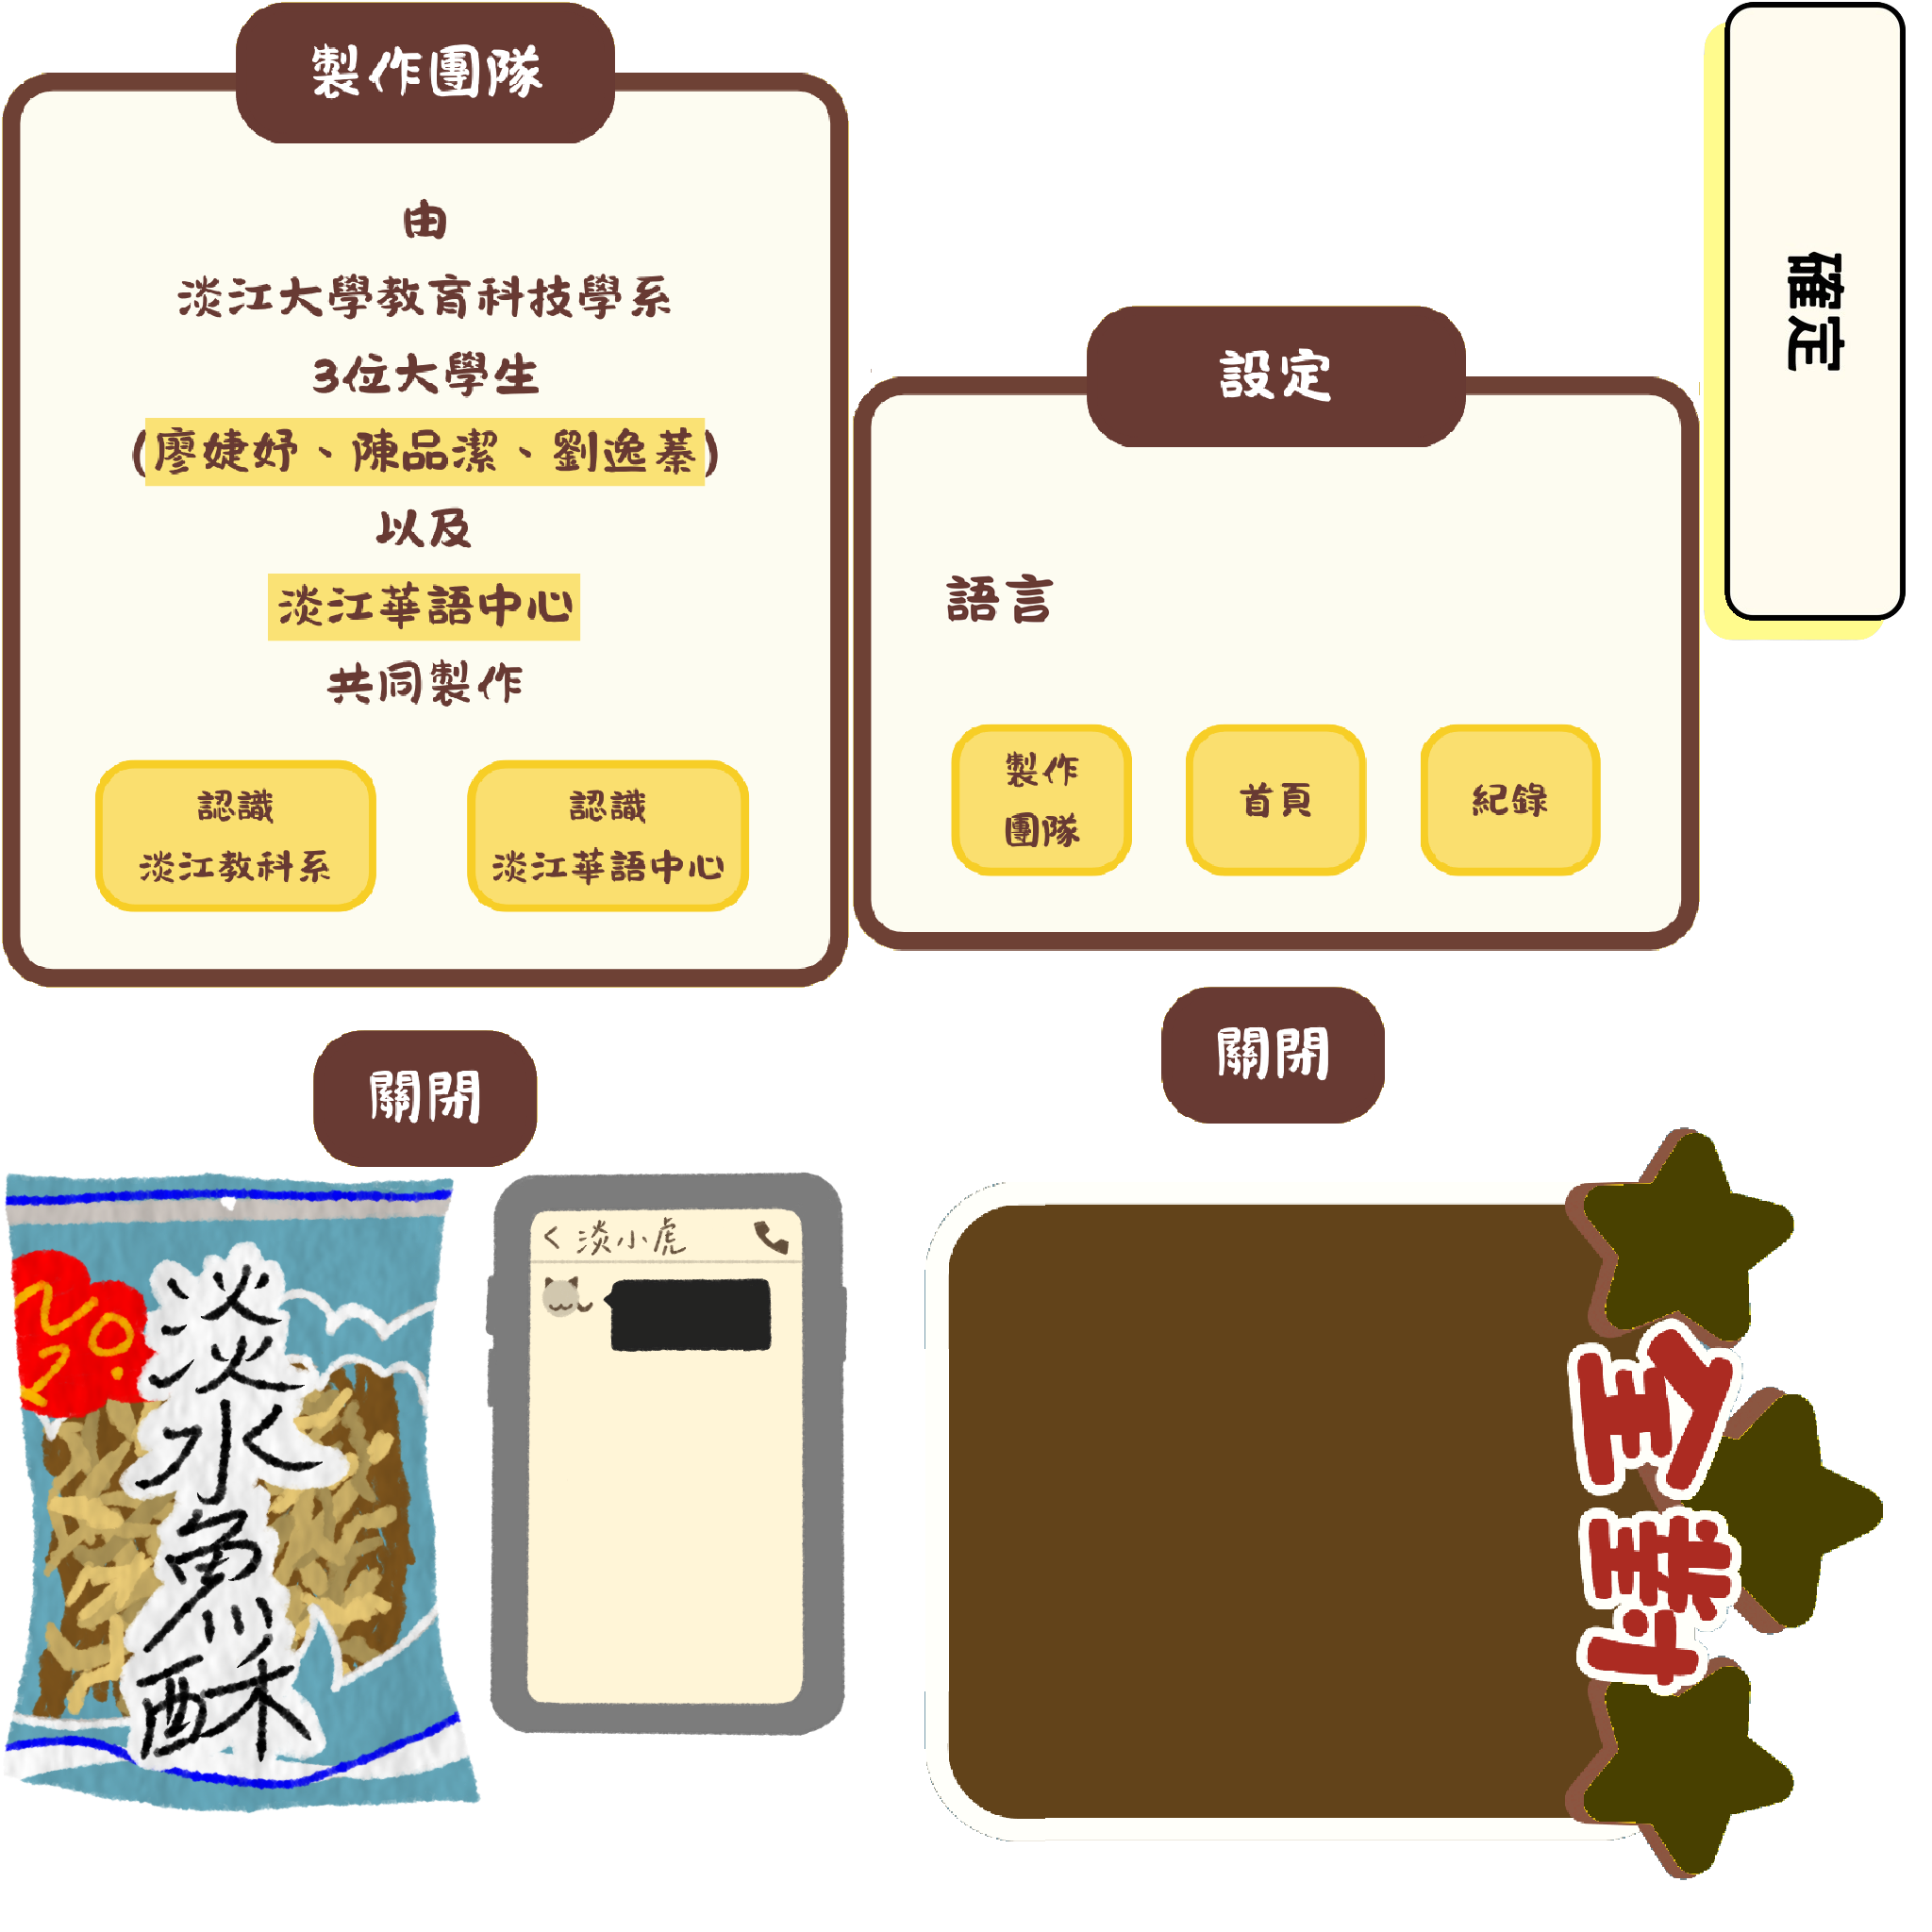 製作團隊
由
淡江大學教育科技學系
3位大學生
(廖婕妤、陳品潔、劉逸蓁)
以及
淡江華語中心
共同製作
認識
淡江教科系
認識
淡江華語中心
關閉
設定
語言
製作
團隊
首頁
紀錄
關閉
確定
No.
1
淡水魚酥
< 淡小虎